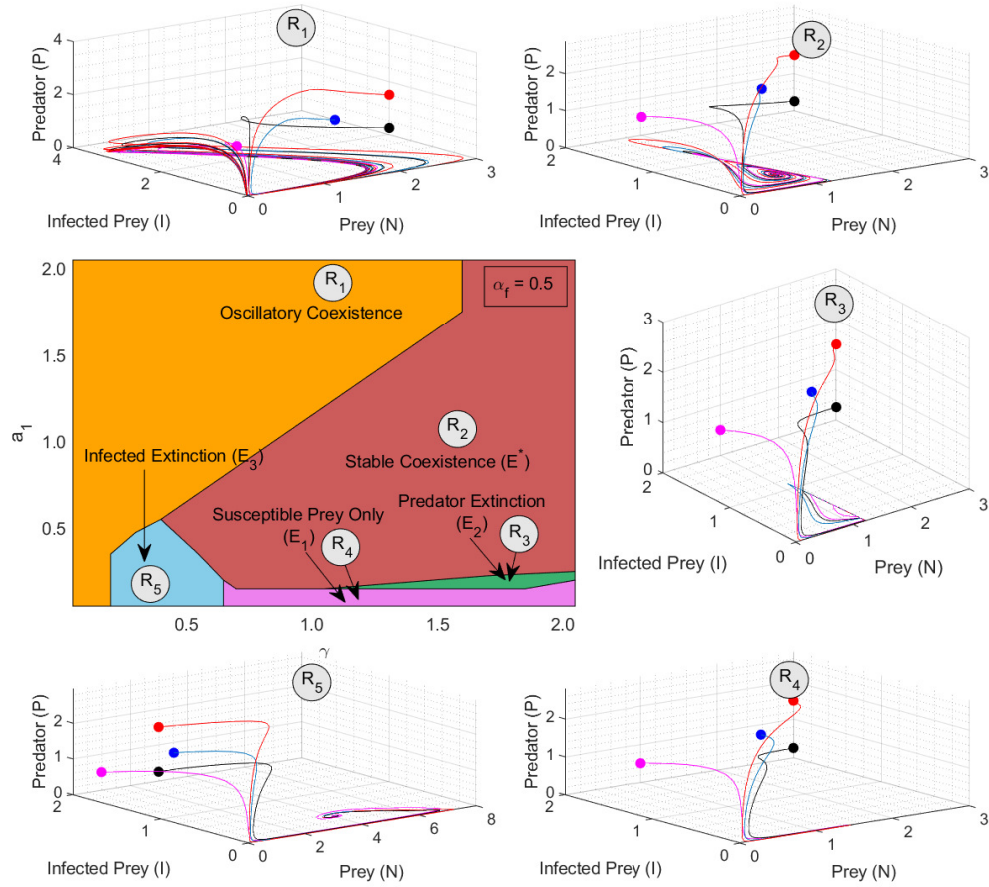 R1
Predator (P)
4
2
0
4
2
0
Infected Prey (I)
0
1
2
3
Prey (N)
R2
Predator (P)
2
1
0
2
1
0
Infected Prey (I)
0
1
2
3
Prey (N)
a1
2.0
1.5
1.0
0.5
R1
Oscillatory Coexistence
αf = 0.5
R2
Stable Coexistence (E*)
Infected Extinction (E3)
Predator Extinction
(E2)
R3
Susceptible Prey Only
(E1)
R4
R5
0.5
1.0
1.5
2.0
γ
R3
Predator (P)
3
2
1
0
2
1
0
Infected Prey (I)
0
1
2
3
Prey (N)
R5
Predator (P)
2
1
0
2
1
0
Infected Prey (I)
0
2
4
6
8
Prey (N)
R4
Predator (P)
2
1
0
2
1
0
Infected Prey (I)
0
1
2
3
Prey (N)